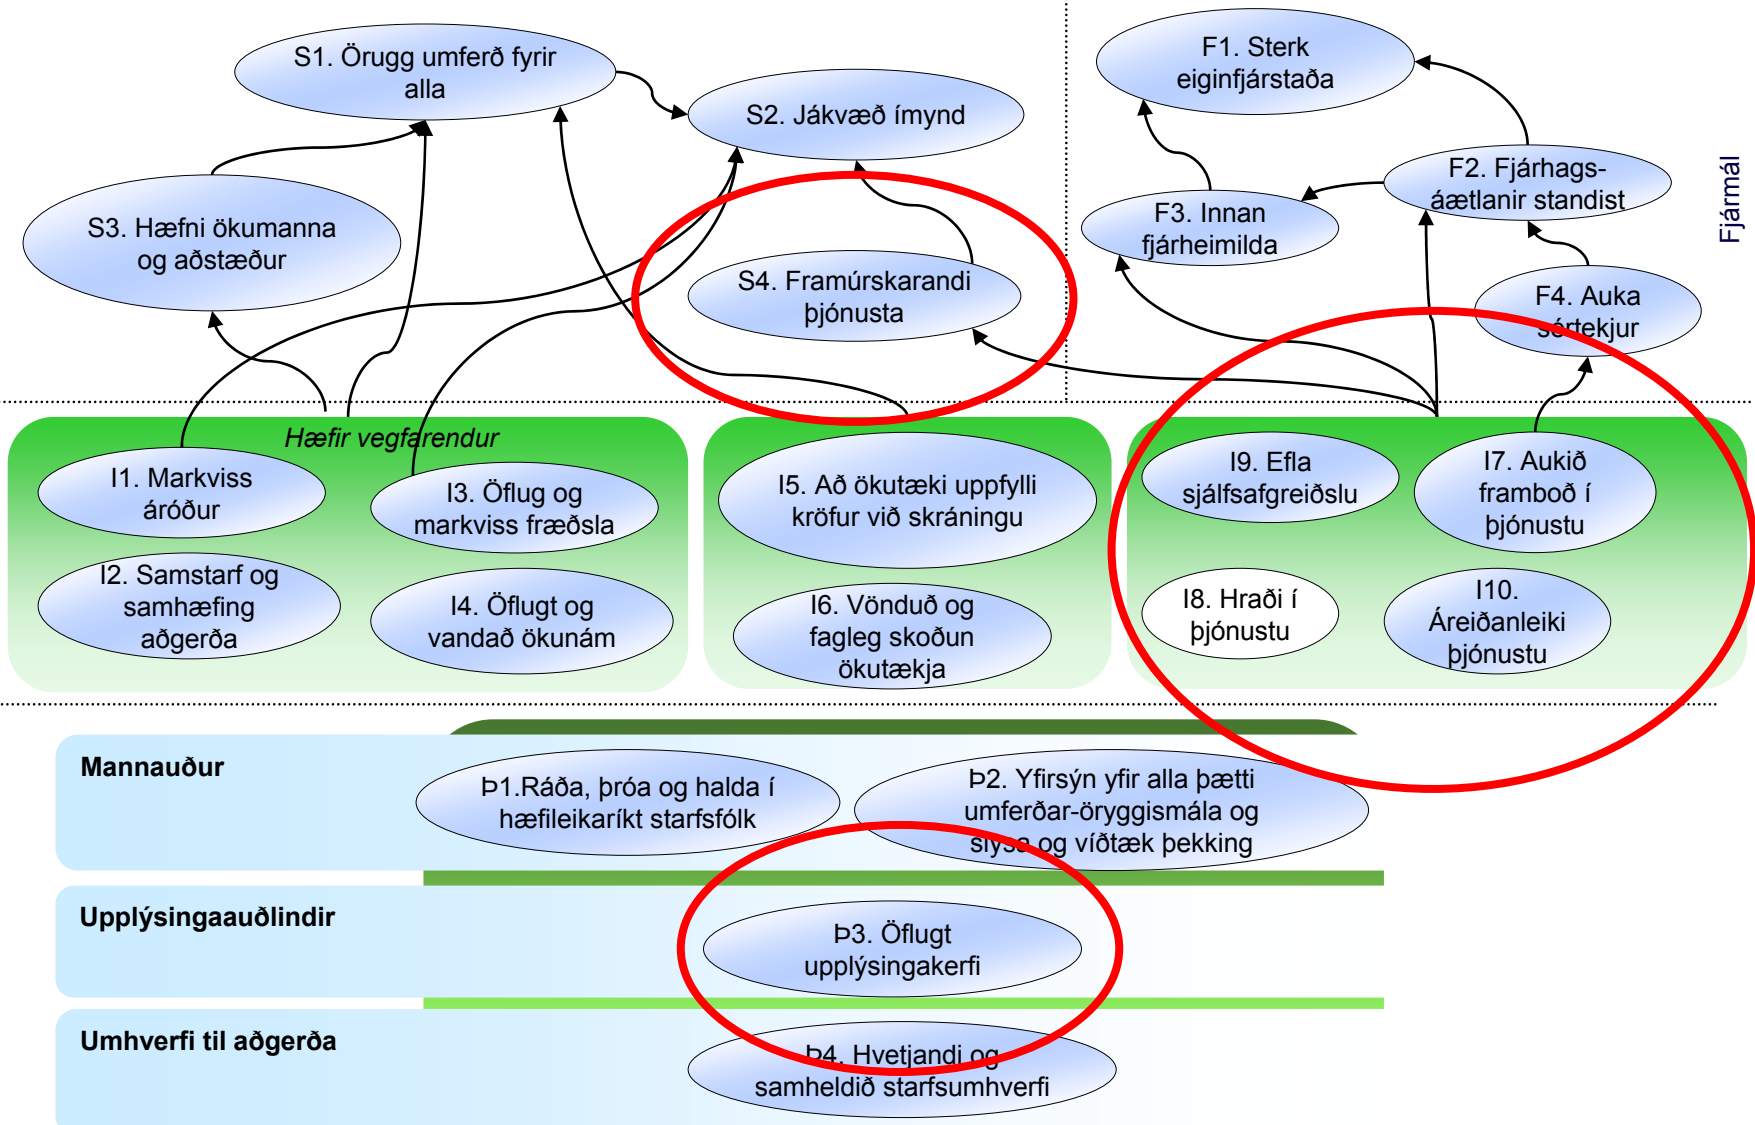 S1. Örugg umferð fyrir
alla
S2. Jákvæð ímynd
S3. Hæfni ökumanna
og aðstæður
S4. Framúrskarandi
þjónusta
F1. Sterk
eiginfjárstaða
F2. Fjárhags-
áætlanir standist
F3. Innan
fjárheimilda
F4. Auka
sértekjur
Fjármál
Hæfir vegfarendur
I1. Markviss
áróður
I3. Öflug og
markviss fræðsla
I2. Samstarf og
samhæfing
aðgerða
I4. Öflugt og
vandað ökunám
I5. Að ökutæki uppfylli
kröfur við skráningu
I6. Vönduð og
fagleg skoðun
ökutækja
I9. Efla
sjálfsafgreiðslu
I7. Aukið
framboð í
þjónustu
I8. Hraði í
þjónustu
I10.
Áreiðanleiki
þjónustu
Mannauður
Þ1.Ráða, þróa og halda í
hæfileikaríkt starfsfólk
Þ2. Yfirsýn yfir alla þætti
umferðar-öryggismála og
slysa og víðtæk þekking
Upplýsingaauðlindir
Þ3. Öflugt
upplýsingakerfi
Umhverfi til aðgerða
Þ4. Hvetjandi og
samheldið starfsumhverfi